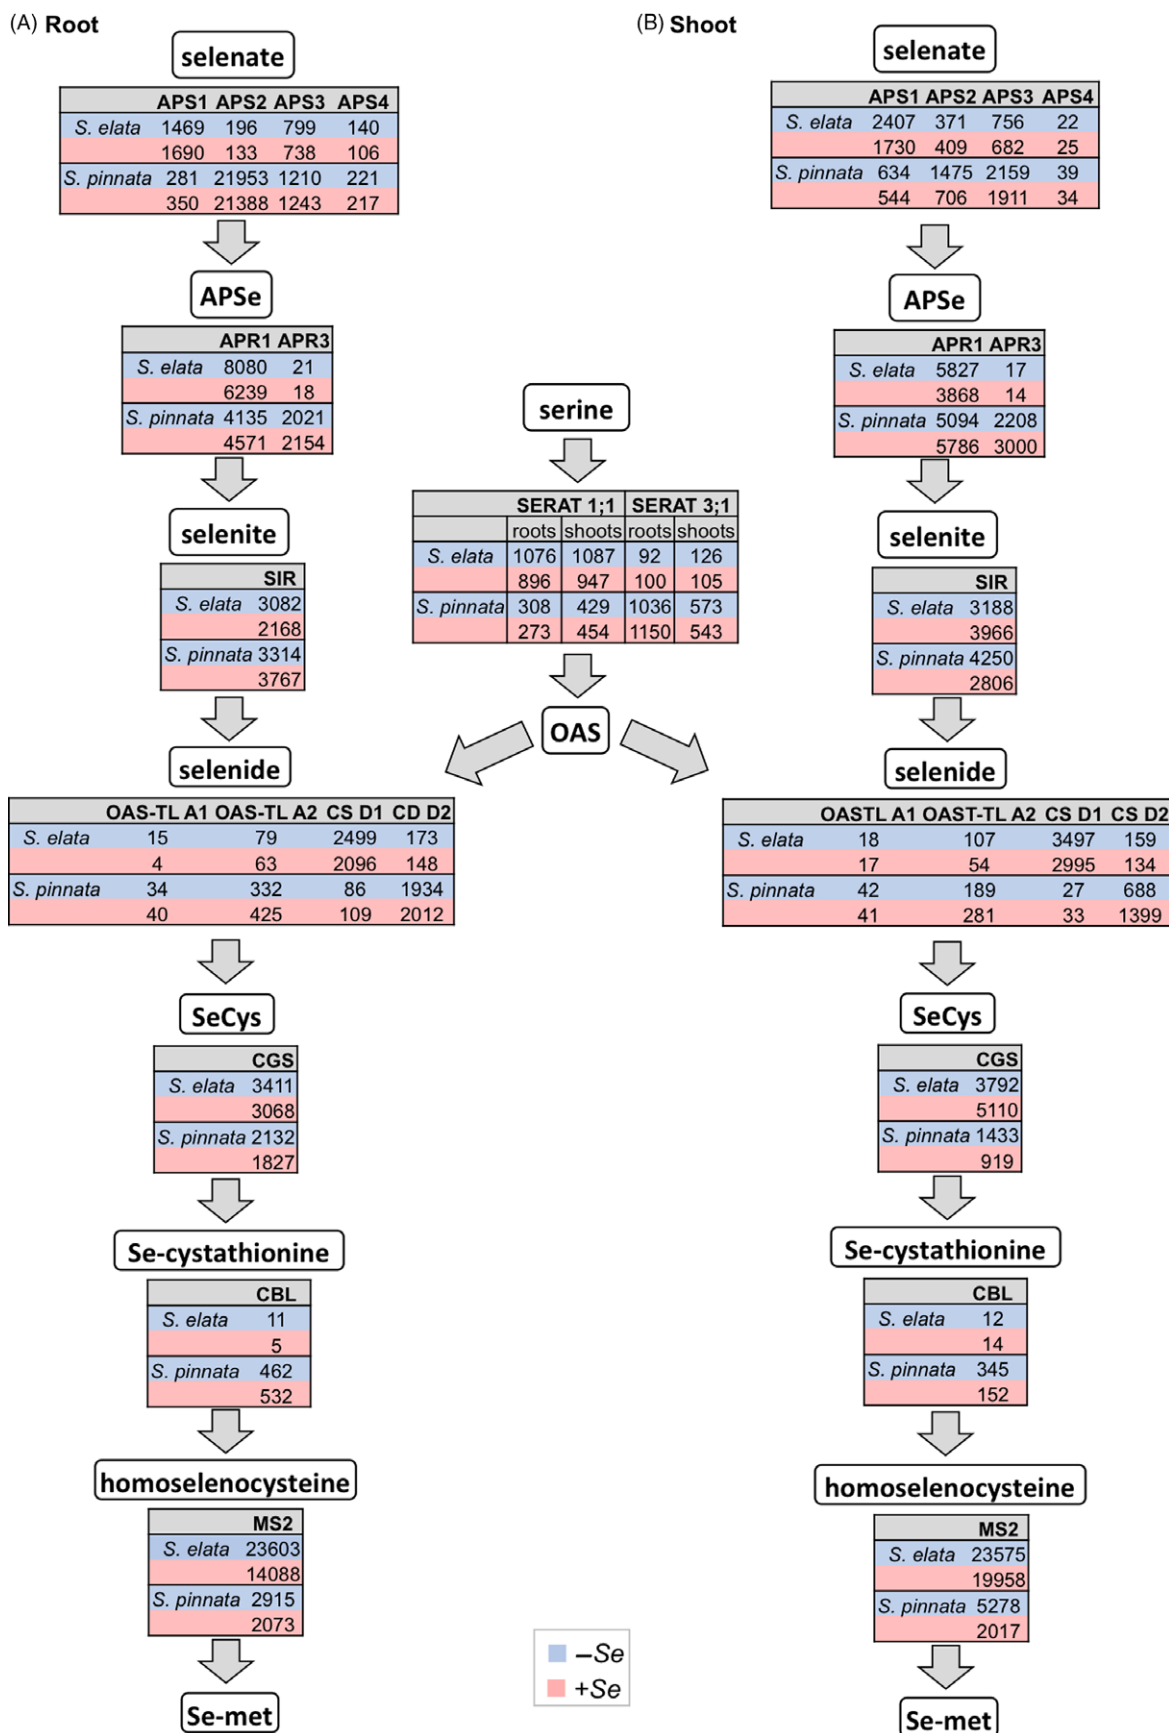 (A) Root
selenate
APS1 APS2 APS3 APS4
S. elata 1469 196 799 140
1690 133 738 106
S. pinnata 281 21953 1210 221
350 21388 1243 217
APSe
APR1 APR3
S. elata 8080 21
6239 18
S. pinnata 4135 2021
4571 2154
selenite
SIR
S. elata 3082
2168
S. pinnata 3314
3767
selenide
OAS-TL A1 OAS-TL A2 CS D1 CD D2
S. elata 15 79 2499 173
4 63 2096 148
S. pinnata 34 332 86 1934
40 425 109 2012
SeCys
CGS
S. elata 3411
3068
S. pinnata 2132
1827
Se-cystathionine
CBL
S. elata 11
5
S. pinnata 462
532
homoselenocysteine
MS2
S. elata 23603
14088
S. pinnata 2915
2073
Se-met
serine
SERAT 1;1 SERAT 3;1
roots shoots roots shoots
S. elata 1076 1087 92 126
896 947 100 105
S. pinnata 308 429 1036 573
273 454 1150 543
OAS
–Se
+Se
(B) Shoot
selenate
APS1 APS2 APS3 APS4
S. elata 2407 371 756 22
1730 409 682 25
S. pinnata 634 1475 2159 39
544 706 1911 34
APSe
APR1 APR3
S. elata 5827 17
3868 14
S. pinnata 5094 2208
5786 3000
selenite
SIR
S. elata 3188
3966
S. pinnata 4250
2806
selenide
OASTL A1 OAST-TL A2 CS D1 CS D2
S. elata 18 107 3497 159
17 54 2995 134
S. pinnata 42 189 27 688
41 281 33 1399
SeCys
CGS
S. elata 3792
5110
S. pinnata 1433
919
Se-cystathionine
CBL
S. elata 12
14
S. pinnata 345
152
homoselenocysteine
MS2
S. elata 23575
19958
S. pinnata 5278
2017
Se-met